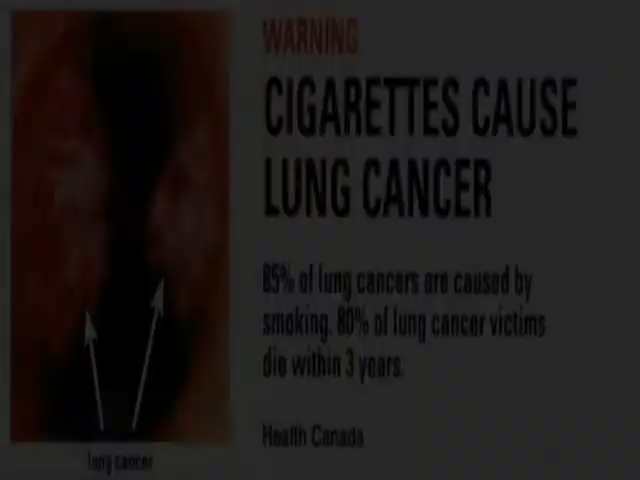 WARNING
CIGARETTES CAUSE
LUNG CANCER
85% of lung cancers are caused by
smoking. 80% of lung cancer victims
die within 3 years.
Health Canada
lung cancer